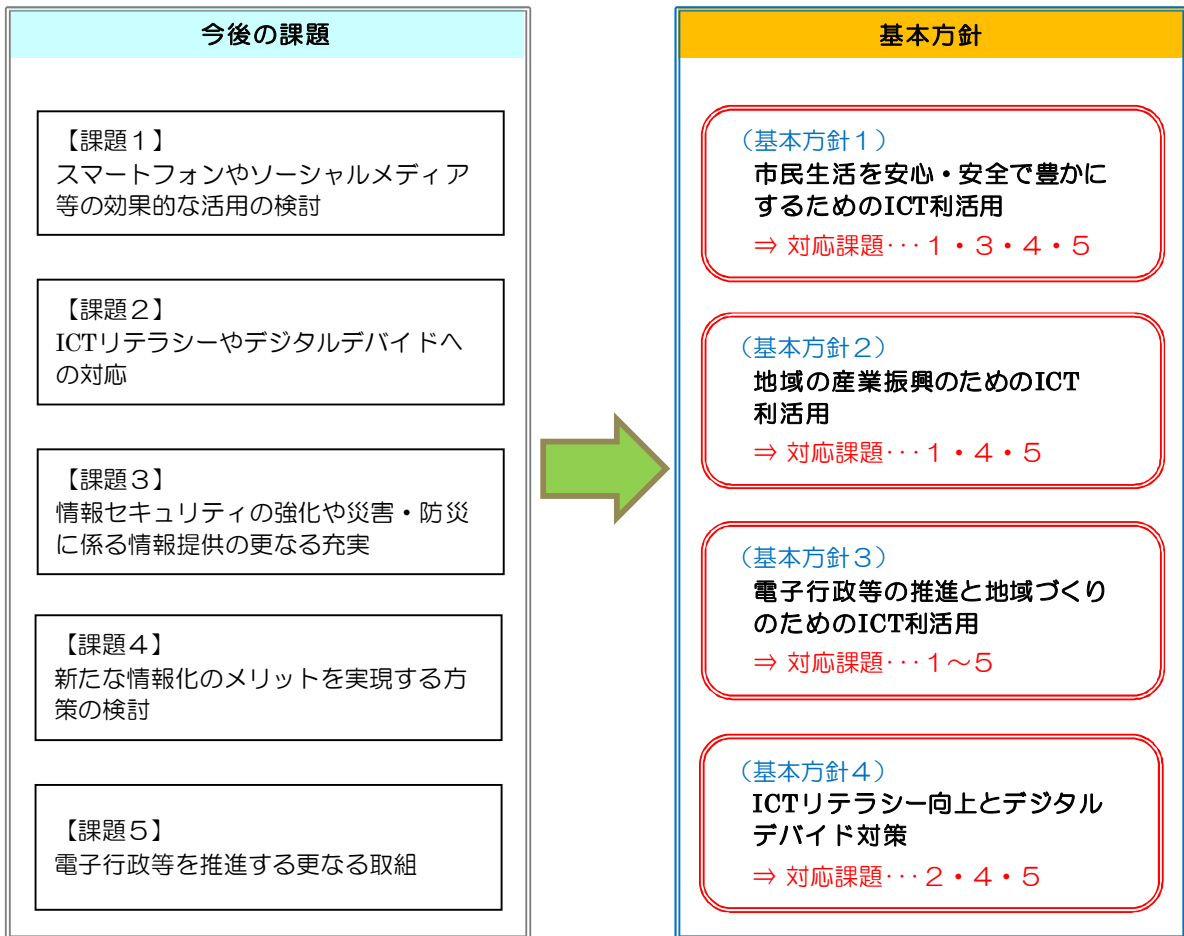 今後の課題
【課題１】
スマートフォンやソーシャルメディア
等の効果的な活用の検討
【課題２】
ICTリテラシーやデジタルデバイドへ
の対応
【課題３】
情報セキュリティの強化や災害・防災
に係る情報提供の更なる充実
【課題４】
新たな情報化のメリットを実現する方
策の検討
【課題５】
電子行政等を推進する更なる取組
基本方針
（基本方針１）
市民生活を安心・安全で豊かに
するためのICT利活用
⇒ 対応課題･･･１・３・４・５
（基本方針２）
地域の産業振興のためのICT
利活用
⇒ 対応課題･･･１・４・５
（基本方針３）
電子行政等の推進と地域づくり
のためのICT利活用
⇒ 対応課題･･･１～５
（基本方針４）
ICTリテラシー向上とデジタル
デバイド対策
⇒ 対応課題･･･２・４・５